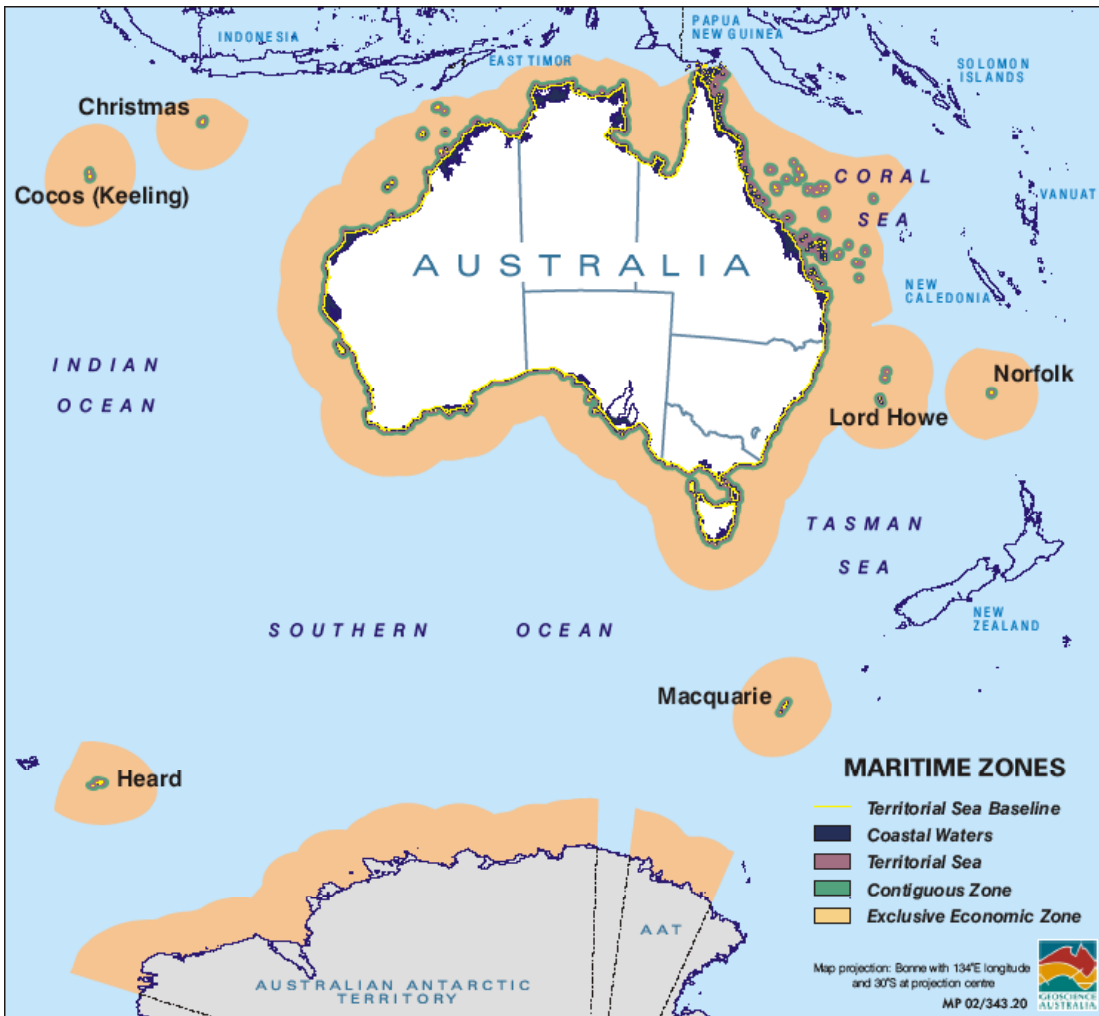 INDONESIA
PAPUA
NEW GUINEA
EAST TIMOR
SOLOMON
ISLANDS
Christmas
Cocos (Keeling)
CORAL
SEA
VANUAT
AUSTRALIA
NEW
CALEDONIA
INDIAN
OCEAN
Norfolk
Lord Howe
TASMAN
SEA
SOUTHERN OCEAN
NEW
ZEALAND
Macquarie
Heard
MARITIME ZONES
Territorial Sea Baseline
Coastal Waters
Territorial Sea
Contiguous Zone
Exclusive Economic Zone
AAT
AUSTRALIAN ANTARCTIC
TERRITORY
Map projection: Bonne with 134°E longitude
and 30°S at projection centre
MP 02/343.20
GEOSCIENCE
AUSTRALIA